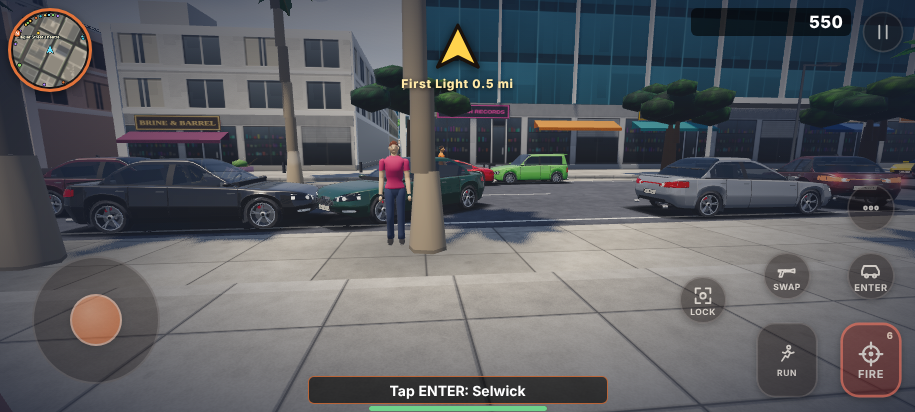 550
First Light 0.5 mi
BRINE & BARREL
RECORDS
SWAP
ENTER
LOCK
6
RUN
FIRE
Tap ENTER: Selwick